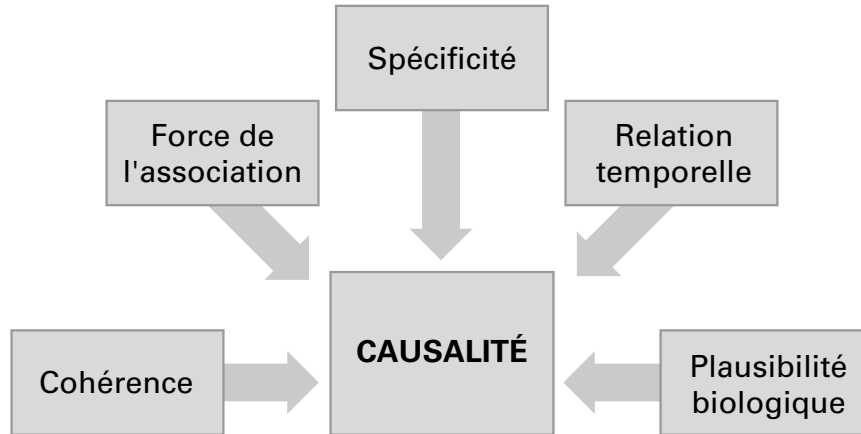 Spécificité
Force de
l'association
Relation
temporelle
CAUSALITÉ
Cohérence
Plausibilité
biologique